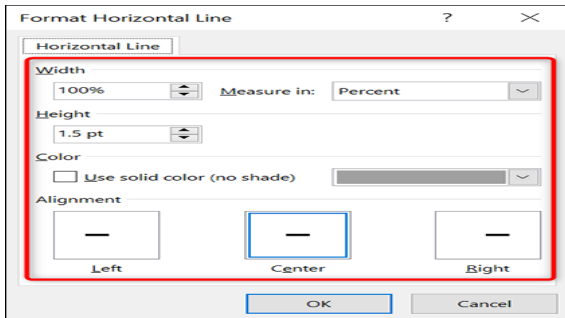 Format Horizontal Line ?
Horizontal Line
Width
100% Measure in: Percent
Height
1.5 pt
Color
Use solid color (no shade)
Alignment
Left Center Right
OK Cancel